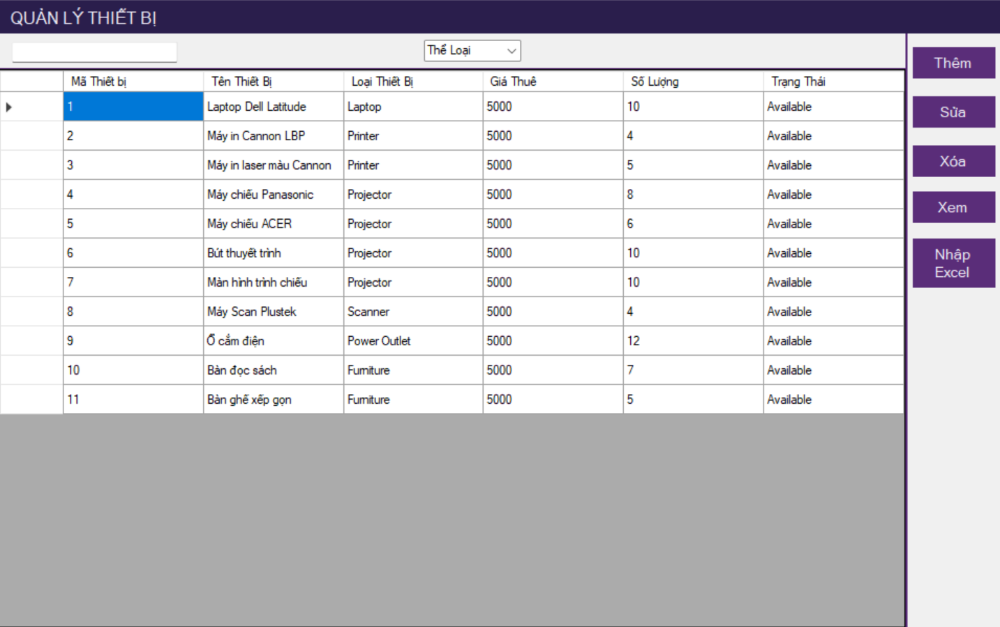 QUẢN LÝ THIẾT BỊ
Thể Loại
Mã Thiết bị Tên Thiết Bị Loại Thiết Bị Giá Thuê Số Lượng Trạng Thái
1 Laptop Dell Latitude Laptop 5000 10 Available
2 Máy in Cannon LBP Printer 5000 4 Available
3 Máy in laser màu Cannon Printer 5000 5 Available
4 Máy chiếu Panasonic Projector 5000 8 Available
5 Máy chiếu ACER Projector 5000 6 Available
6 Bút thuyết trình Projector 5000 10 Available
7 Màn hình trình chiếu Projector 5000 10 Available
8 Máy Scan Plustek Scanner 5000 4 Available
9 Ổ cắm điện Power Outlet 5000 12 Available
10 Bàn đọc sách Furniture 5000 7 Available
11 Bàn ghế xếp gọn Furniture 5000 5 Available
Thêm
Sửa
Xóa
Xem
Nhập
Excel